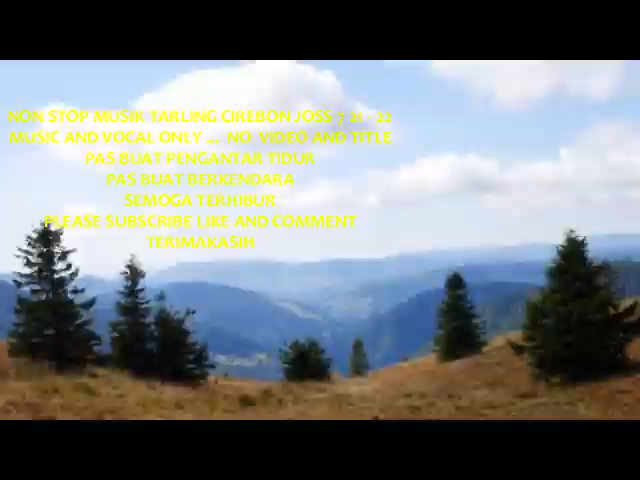 NON STOP MUSIK TARLING CIREBON JOSS 7 21 - 22
MUSIC AND VOCAL ONLY ... NO VIDEO AND TITLE
PAS BUAT PENGANTAR TIDUR
PAS BUAT BERKENDARA
SEMOGA TERHIBUR
PLEASE SUBSCRIBE LIKE AND COMMENT
TERIMAKASIH